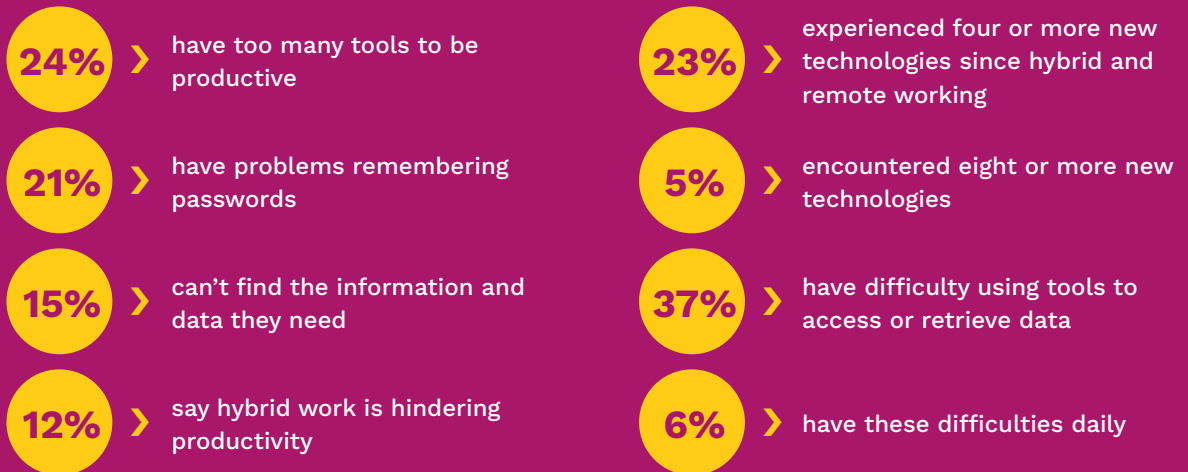 24%
have too many tools to be
productive
21%
have problems remembering
passwords
15%
can’t find the information and
data they need
12%
say hybrid work is hindering
productivity
23%
experienced four or more new
technologies since hybrid and
remote working
5%
encountered eight or more new
technologies
37%
have difficulty using tools to
access or retrieve data
6%
have these difficulties daily